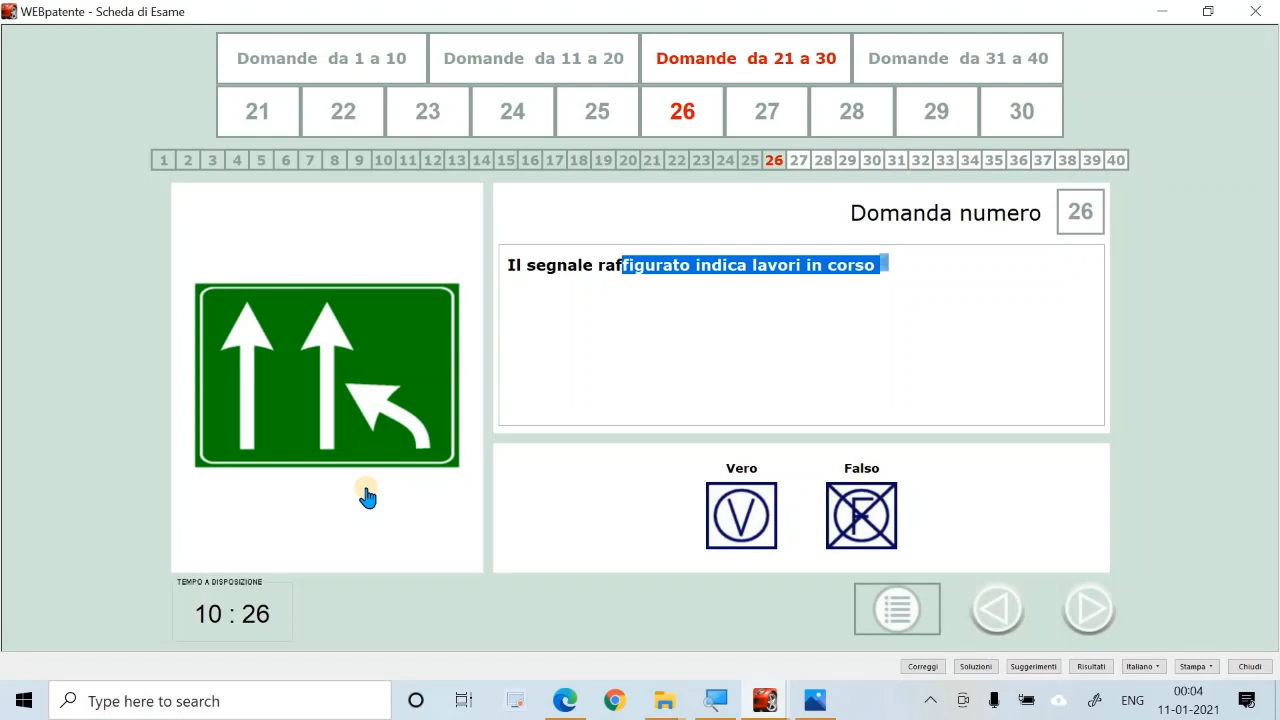 WEBpatente - Scheda di Esame
Domande da 1 a 10 Domande da 11 a 20 Domande da 21 a 30 Domande da 31 a 40
21 22 23 24 25 26 27 28 29 30
1 2 3 4 5 6 7 8 9 10 11 12 13 14 15 16 17 18 19 20 21 22 23 24 25 26 27 28 29 30 31 32 33 34 35 36 37 38 39 40
Domanda numero 26
Il segnale raffigurato indica lavori in corso
Vero Falso
V F
TEMPO A DISPOSIZIONE
10 : 26
Correggi Soluzioni Suggerimenti Risultati Italiano Stampa Chiudi
Type here to search
ENG
00:04
11-01-2021